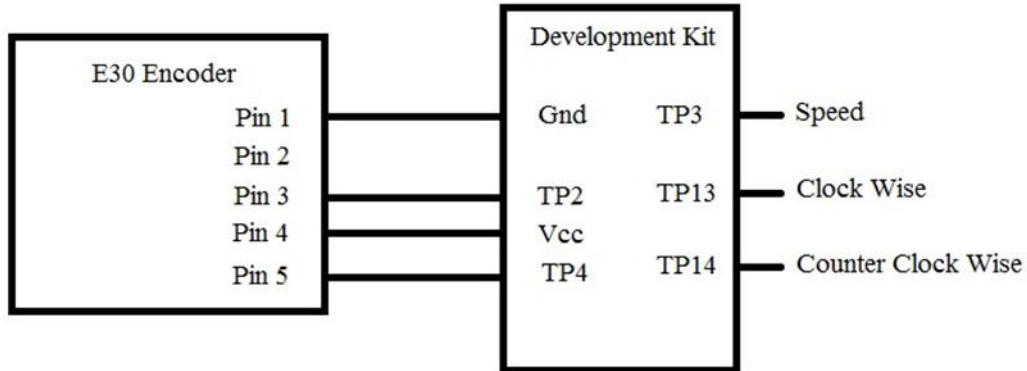 E30 Encoder
Pin 1
Pin 2
Pin 3
Pin 4
Pin 5
Development Kit
Gnd
TP2
Vcc
TP4
TP3
TP13
TP14
Speed
Clock Wise
Counter Clock Wise